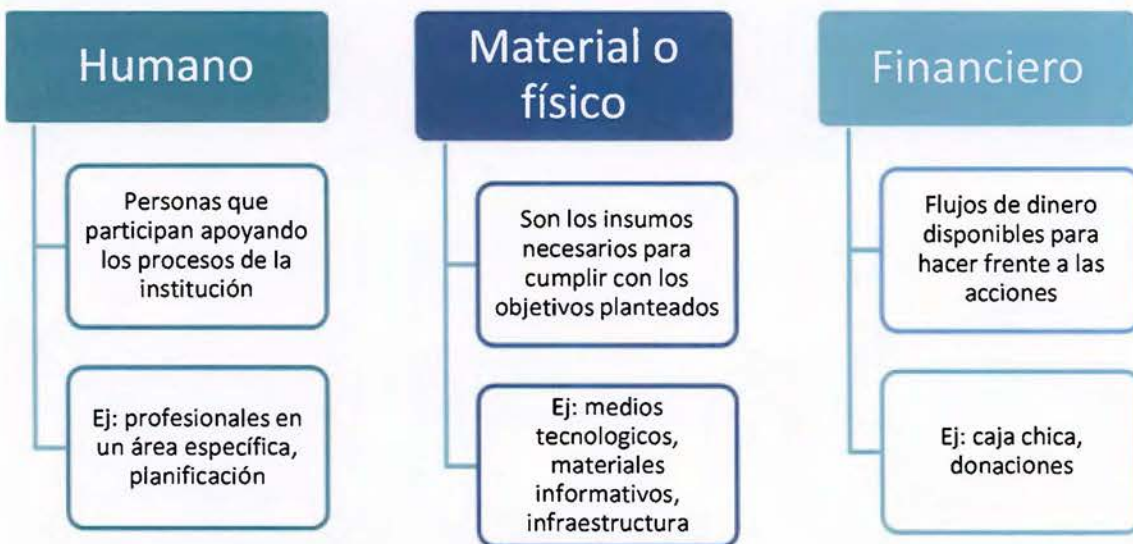 Humano
Personas que
participan apoyando
los procesos de la
institución
Ej: profesionales en
un área específica,
planificación
Material o
físico
Son los insumos
necesarios para
cumplir con los
objetivos planteados
Ej: medios
tecnologicos,
materiales
informativos,
infraestructura
Financiero
Flujos de dinero
disponibles para
hacer frente a las
acciones
Ej: caja chica,
donaciones